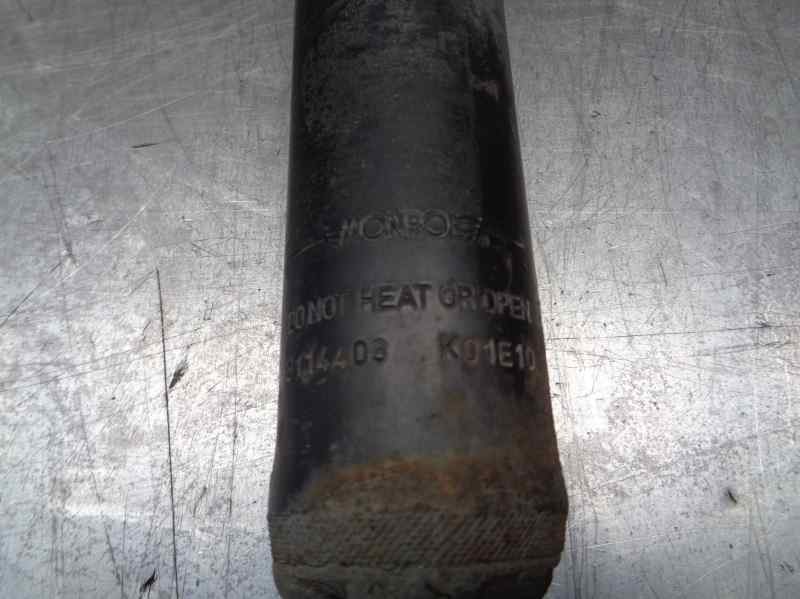 MONROE
DO NOT HEAT OR OPEN
K01E10